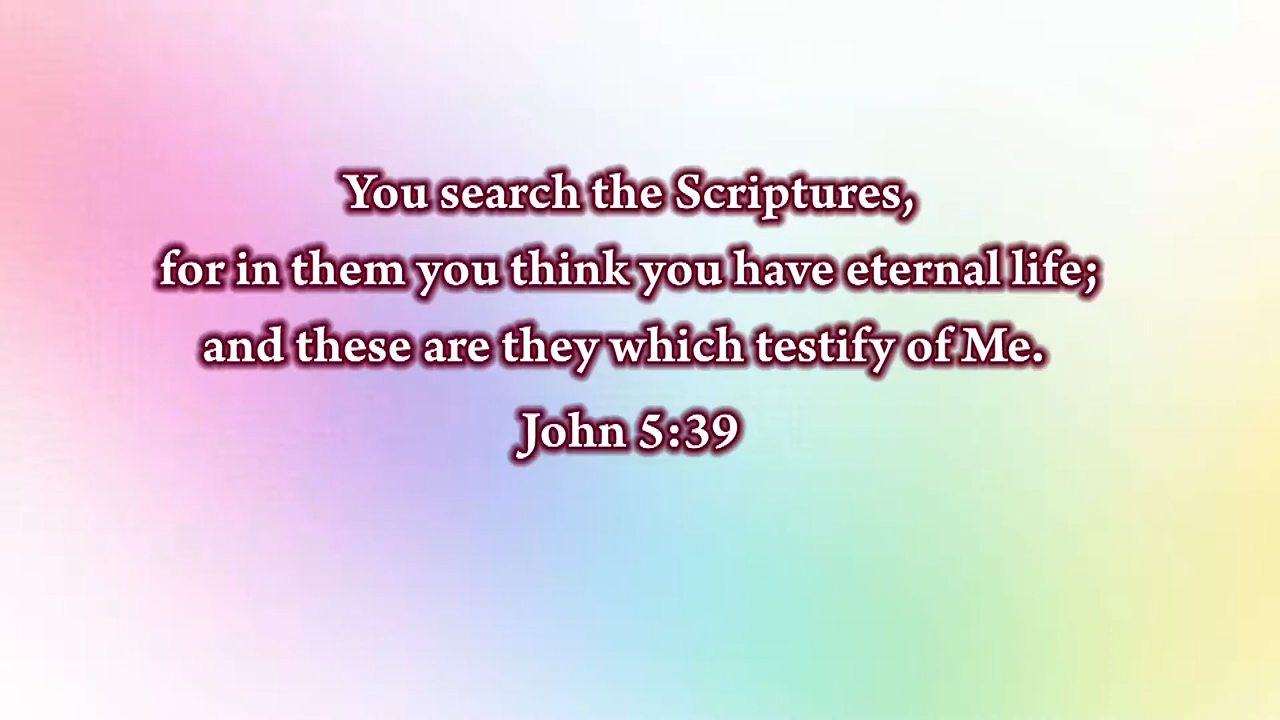 You search the Scriptures,
for in them you think you have eternal life;
and these are they which testify of Me.
John 5:39